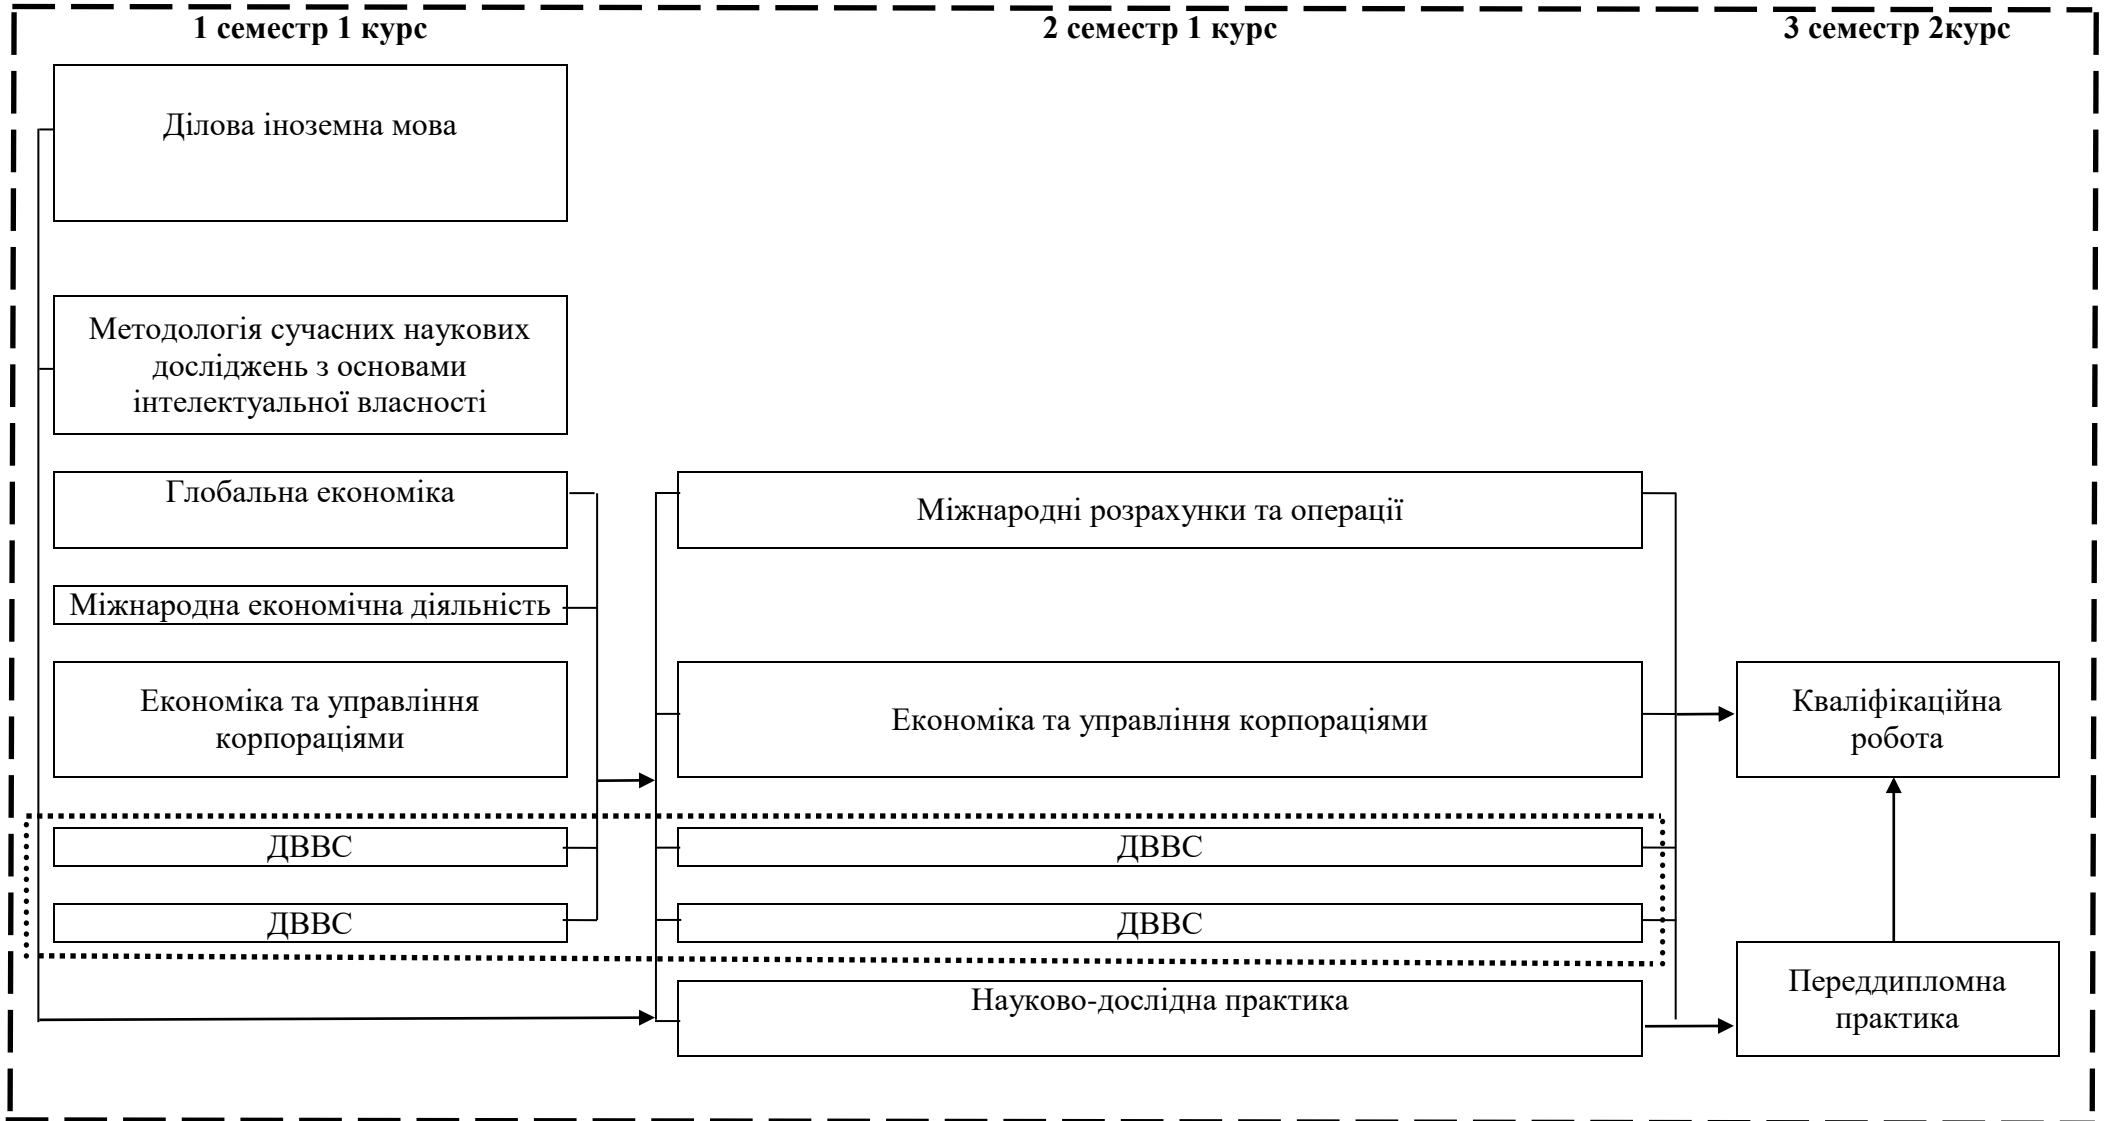 1 семестр 1 курс
2 семестр 1 курс
3 семестр 2курс
Ділова іноземна мова
Методологія сучасних наукових
досліджень з основами
інтелектуальної власності
Глобальна економіка
Міжнародні розрахунки та операції
Міжнародна економічна діяльність
Економіка та управління
корпораціями
Економіка та управління корпораціями
Кваліфікаційна
робота
ДВВС
ДВВС
ДВВС
ДВВС
Науково-дослідна практика
Переддипломна
практика